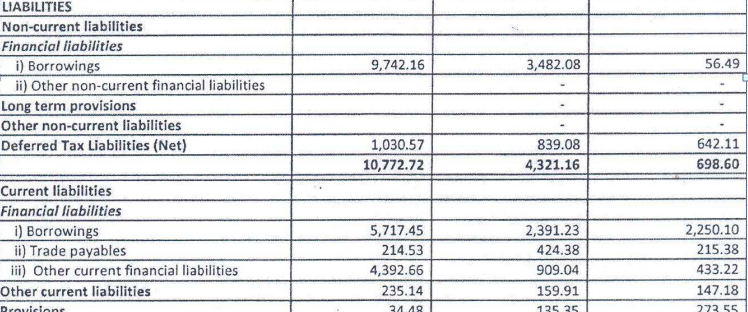 LIABILITIES
Non-current liabilities
Financial liabilities
i) Borrowings 9,742.16 3,482.08 56.49
ii) Other non-current financial liabilities - -
Long term provisions - -
Other non-current liabilities - -
Deferred Tax Liabilities (Net) 1,030.57 839.08 642.11
10,772.72 4,321.16 698.60
Current liabilities
Financial liabilities
i) Borrowings 5,717.45 2,391.23 2,250.10
ii) Trade payables 214.53 424.38 215.38
iii) Other current financial liabilities 4,392.66 909.04 433.22
Other current liabilities 235.14 159.91 147.18
Provisions 34.48 135.35 273.55